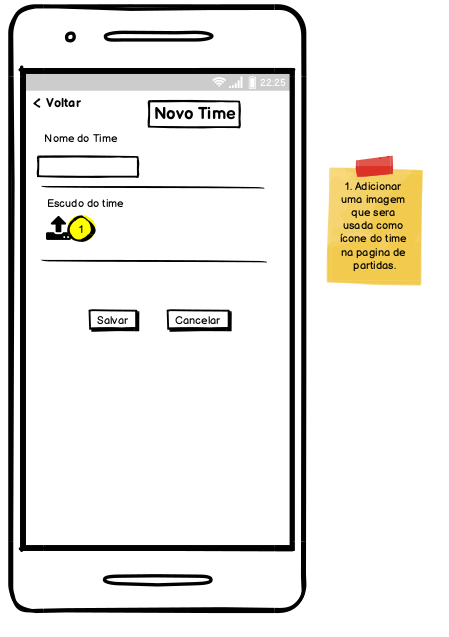 22:25
< Voltar
Novo Time
Nome do Time
Escudo do time
1
Salvar
Cancelar
1. Adicionar
uma imagem
que sera
usada como
ícone do time
na pagina de
partidas.